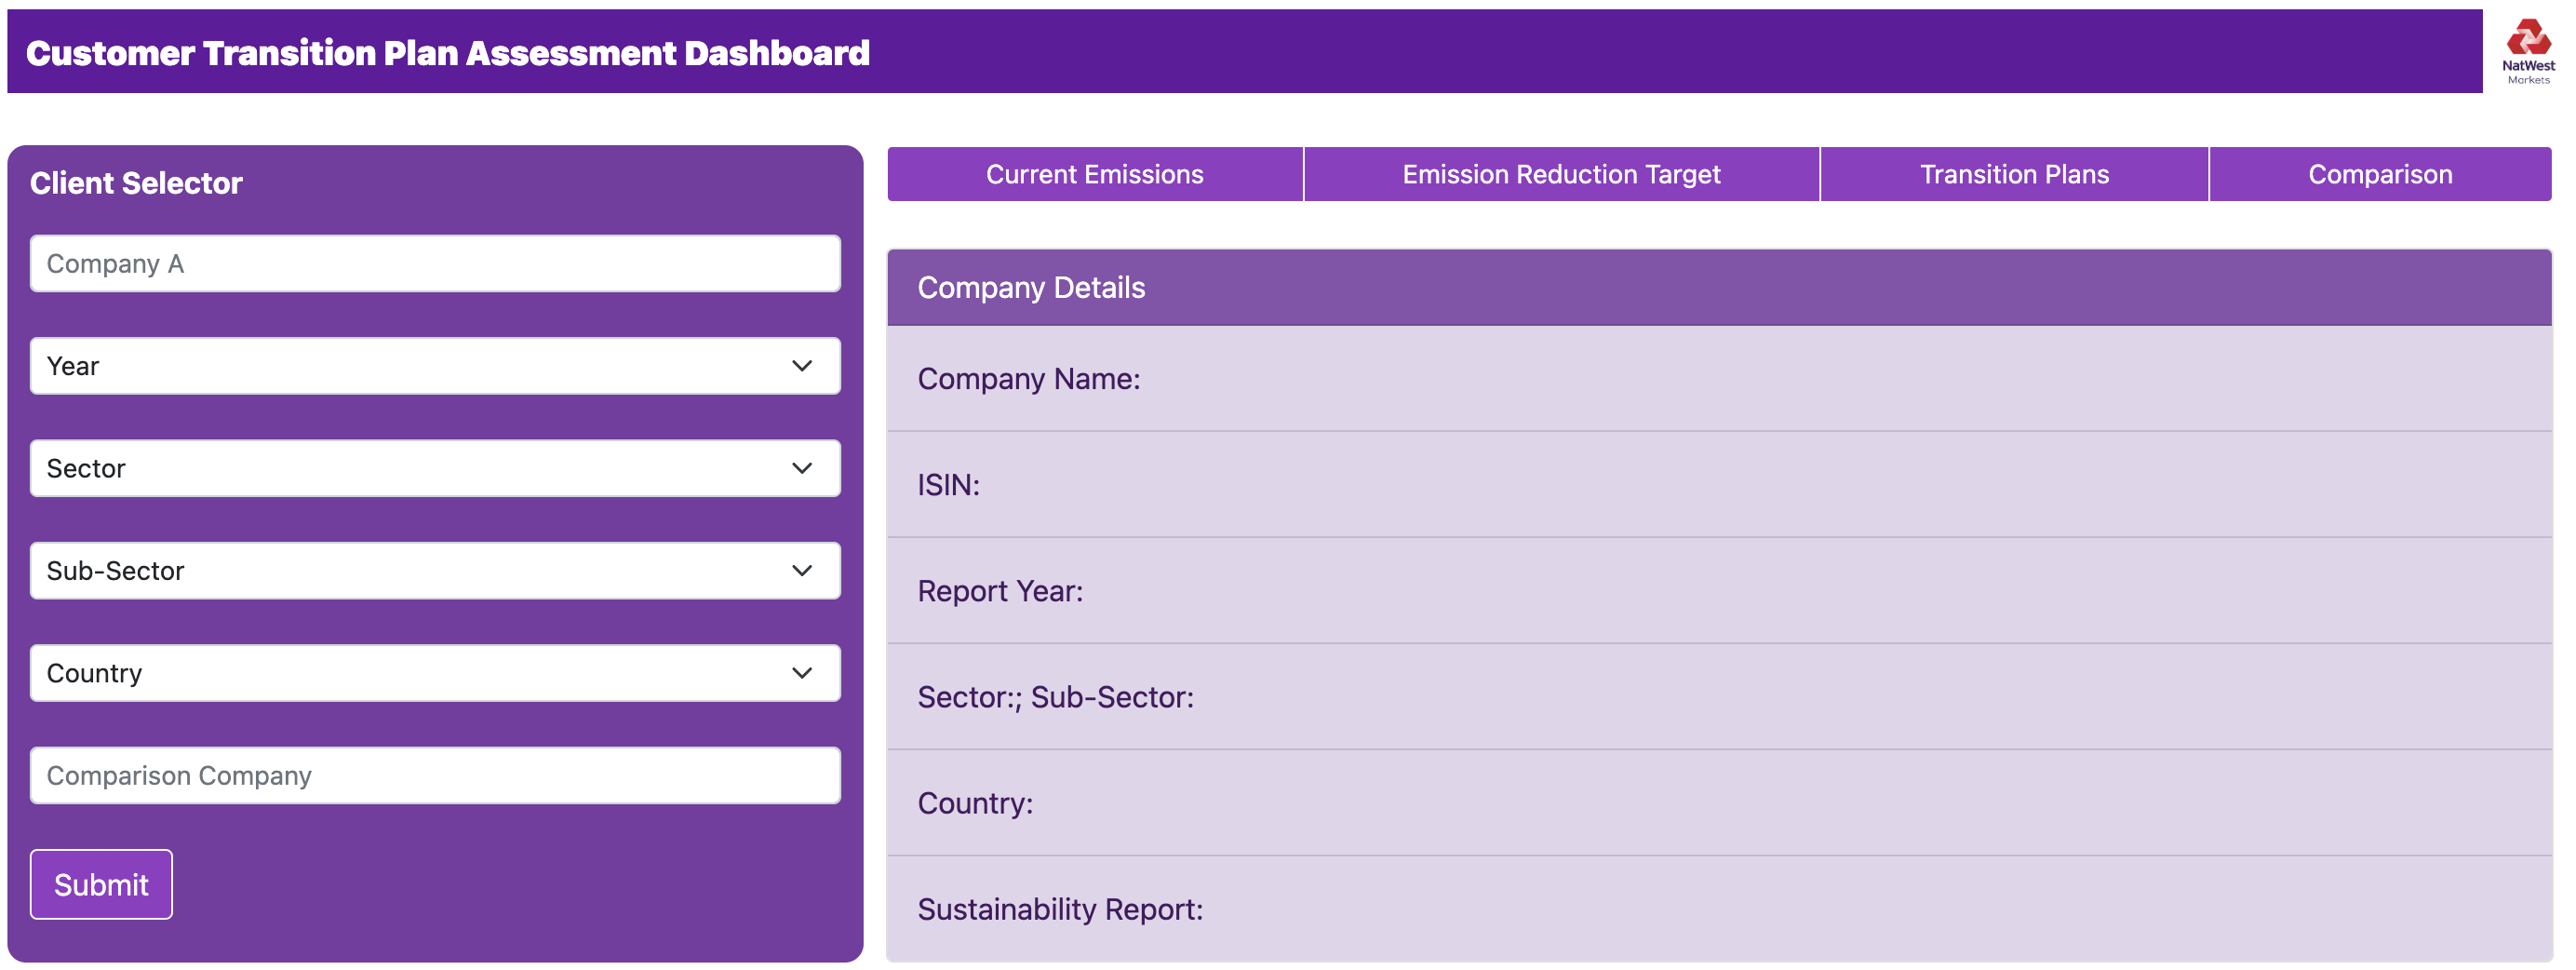 Customer Transition Plan Assessment Dashboard
NatWest
Markets
Client Selector
Company A
Year
Sector
Sub-Sector
Country
Comparison Company
Submit
Current Emissions
Emission Reduction Target
Transition Plans
Comparison
Company Details
Company Name:
ISIN:
Report Year:
Sector:; Sub-Sector:
Country:
Sustainability Report: